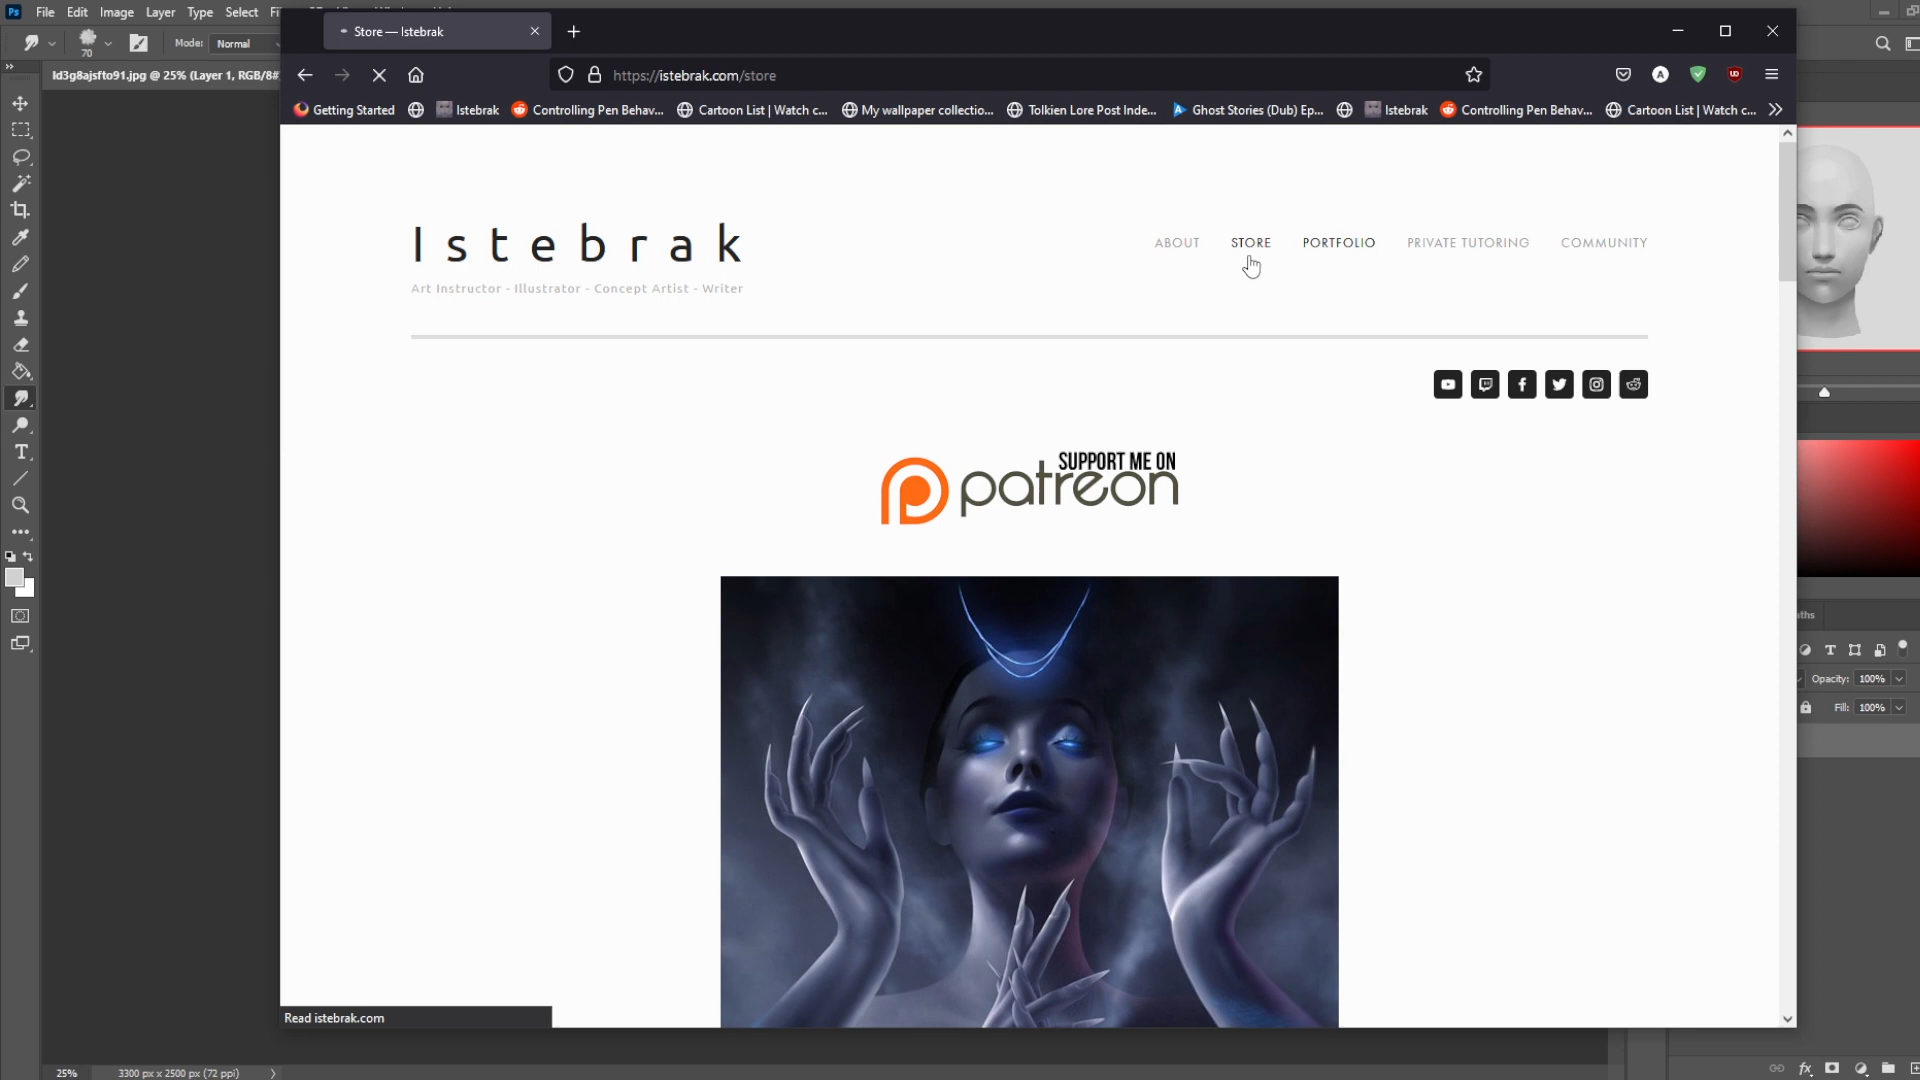 File Edit Image Layer Type Select
70 Mode: Normal
Id3g8ajsfto91.jpg @ 25% (Layer 1, RGB/8#
Store — Istebrak
https://istebrak.com/store
Getting Started Istebrak Controlling Pen Behav... Cartoon List | Watch c... My wallpaper collectio... Tolkien Lore Post Inde... Ghost Stories (Dub) Ep... Istebrak Controlling Pen Behav... Cartoon List | Watch c...
Istebrak
ABOUT STORE PORTFOLIO PRIVATE TUTORING COMMUNITY
Art Instructor - Illustrator - Concept Artist - Writer
SUPPORT ME ON
patreon
Opacity: 100%
Fill: 100%
Read istebrak.com
25% 3300 px x 2500 px (72 ppi)